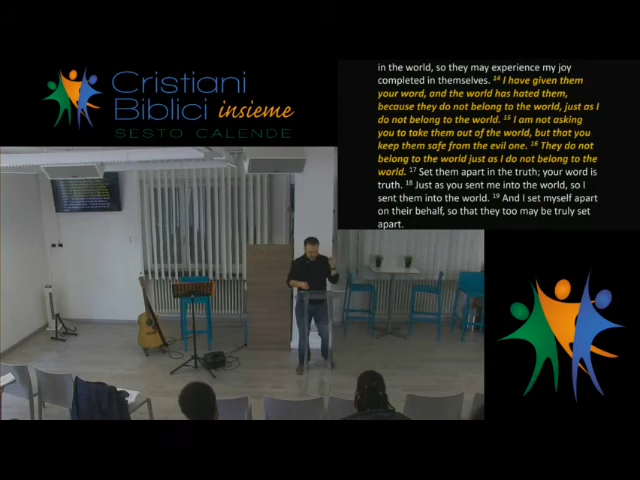 Cristiani
Biblici insieme
SESTO CALENDE
in the world, so they may experience my joy
completed in themselves. 14 I have given them
your word, and the world has hated them,
because they do not belong to the world, just as I
do not belong to the world. 15 I am not asking
you to take them out of the world, but that you
keep them safe from the evil one. 16 They do not
belong to the world just as I do not belong to the
world. 17 Set them apart in the truth; your word is
truth. 18 Just as you sent me into the world, so I
sent them into the world. 19 And I set myself apart
on their behalf, so that they too may be truly set
apart.